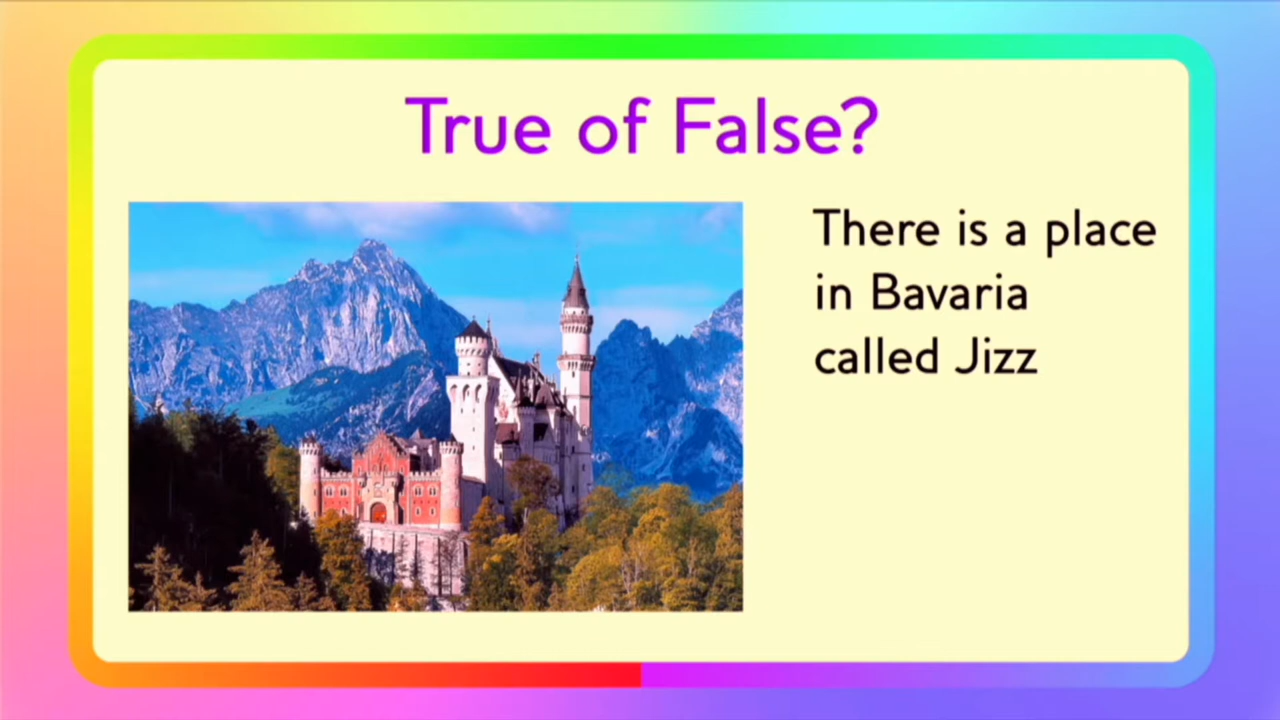 True of False?
There is a place
in Bavaria
called Jizz